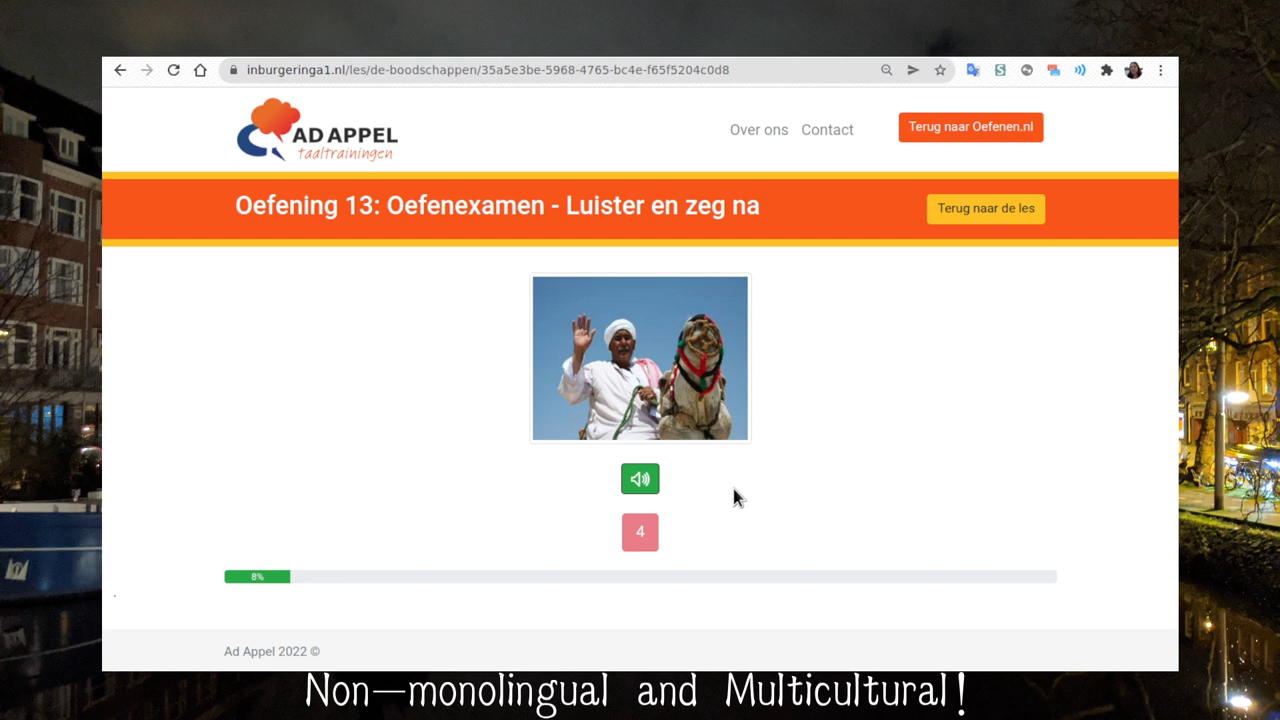 inburgeringa1.nl/les/de-boodschappen/35a5e3be-5968-4765-bc4e-f65f5204c0d8
AD APPEL
taaltrainingen
Over ons
Contact
Terug naar Oefenen.nl
Oefening 13: Oefenexamen - Luister en zeg na
Terug naar de les
4
8%
Ad Appel 2022 ©
Non-monolingual and Multicultural!